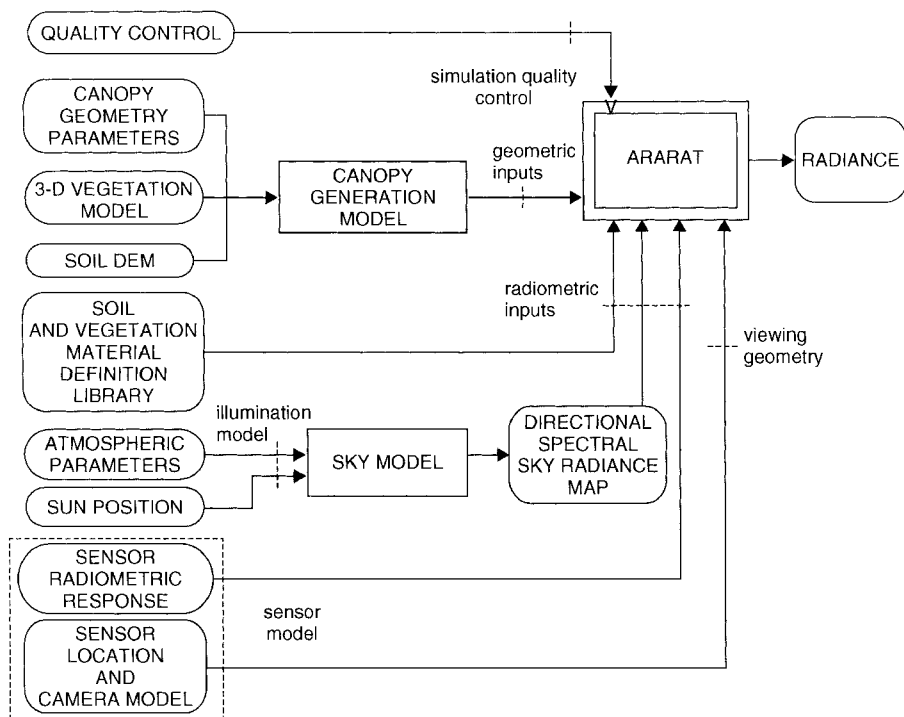 QUALITY CONTROL
simulation quality
control
CANOPY
GEOMETRY
PARAMETERS
3-D VEGETATION
MODEL
SOIL DEM
CANOPY
GENERATION
MODEL
geometric
inputs
V
ARARAT
RADIANCE
SOIL
AND VEGETATION
MATERIAL
DEFINITION
LIBRARY
radiometric
inputs
viewing
geometry
illumination
model
ATMOSPHERIC
PARAMETERS
SUN POSITION
SKY MODEL
DIRECTIONAL
SPECTRAL
SKY RADIANCE
MAP
SENSOR
RADIOMETRIC
RESPONSE
sensor
model
SENSOR
LOCATION
AND
CAMERA MODEL